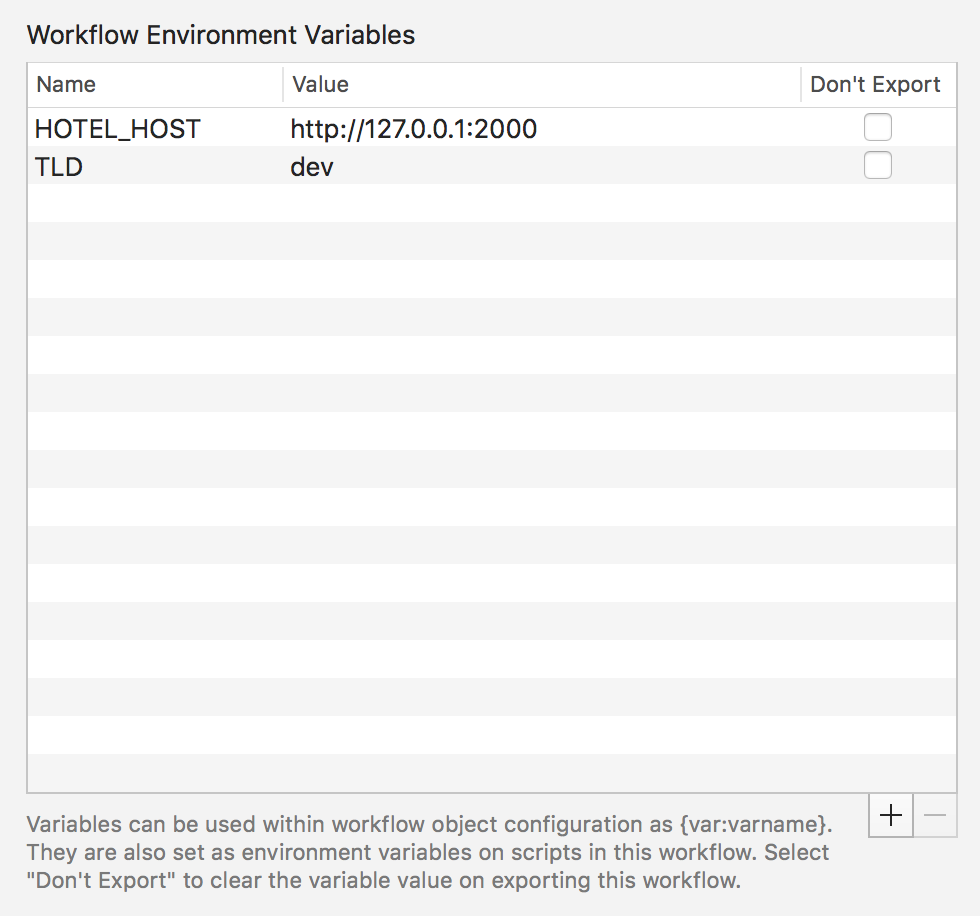 Workflow Environment Variables
Name Value Don't Export
HOTEL_HOST http://127.0.0.1:2000
TLD dev
Variables can be used within workflow object configuration as {var:varname}.
They are also set as environment variables on scripts in this workflow. Select
"Don't Export" to clear the variable value on exporting this workflow.